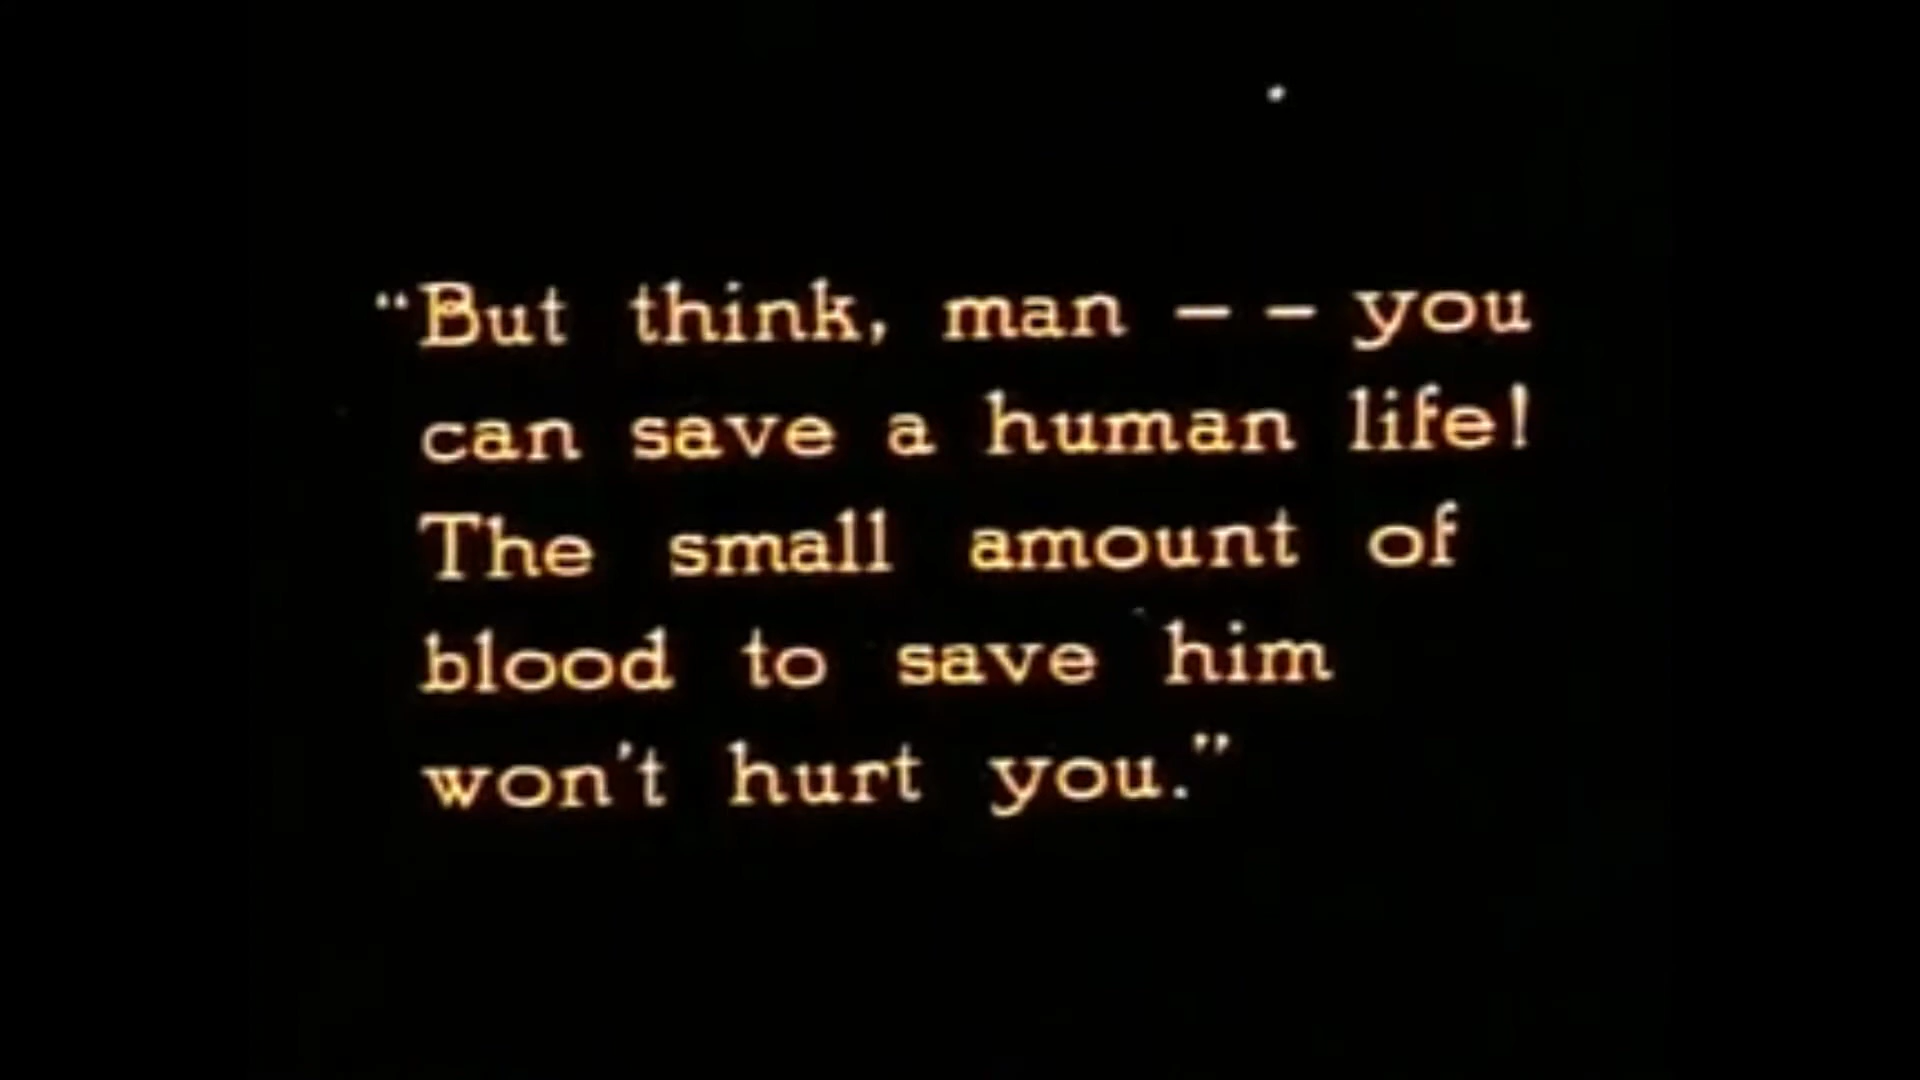 “But think, man – – you
can save a human life!
The small amount of
blood to save him
won't hurt you.”